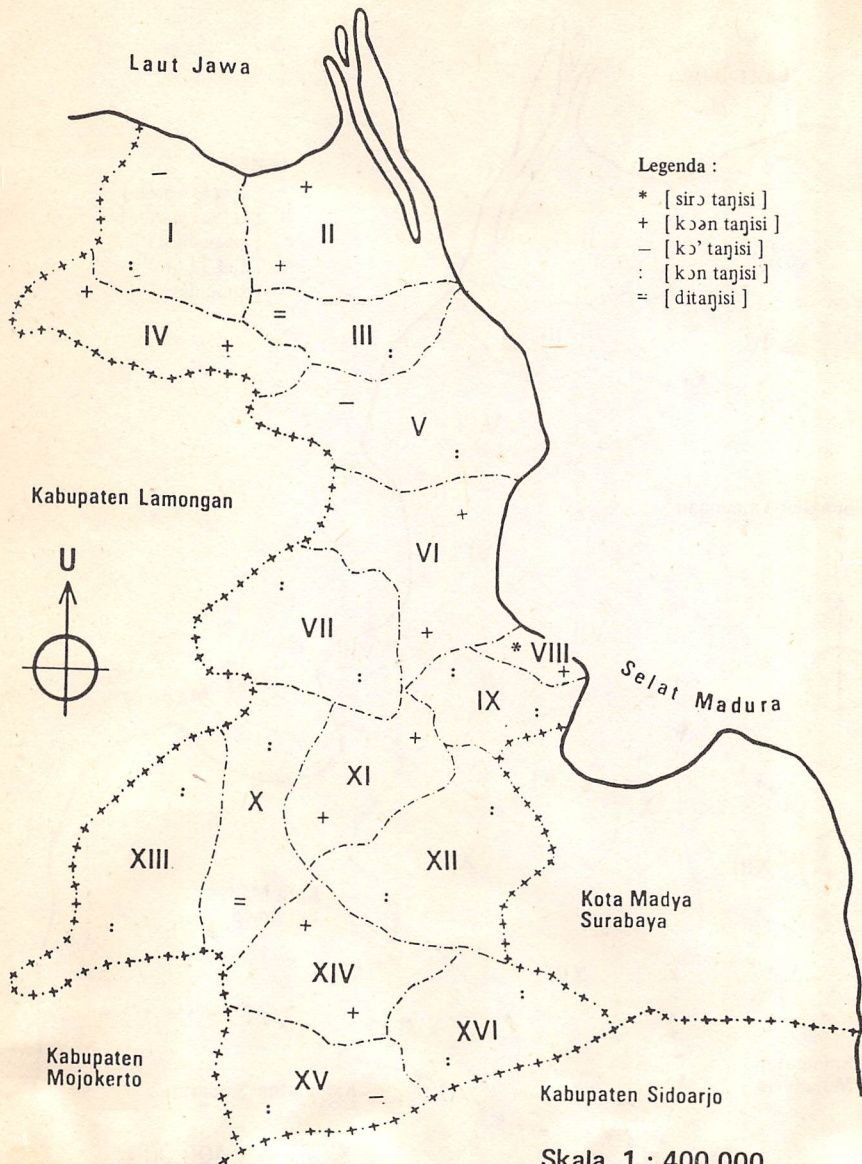 Laut Jawa
Legenda :
* [ sirɔ taŋisi ]
+ [ kɔən taŋisi ]
– [ kɔ' taŋisi ]
: [ kɔn taŋisi ]
= [ ditaŋisi ]
–
+
I
II
:
+
+
=
IV
+
III
:
–
V
:
Kabupaten Lamongan
+
U
VI
:
VII
+
* VIII
+
:
:
IX
:
Selat Madura
+
:
XI
X
:
+
:
XIII
XII
=
:
Kota Madya
Surabaya
:
+
XIV
:
+
XVI
Kabupaten
Mojokerto
:
XV
–
:
Kabupaten Sidoarjo
Skala 1 : 400.000